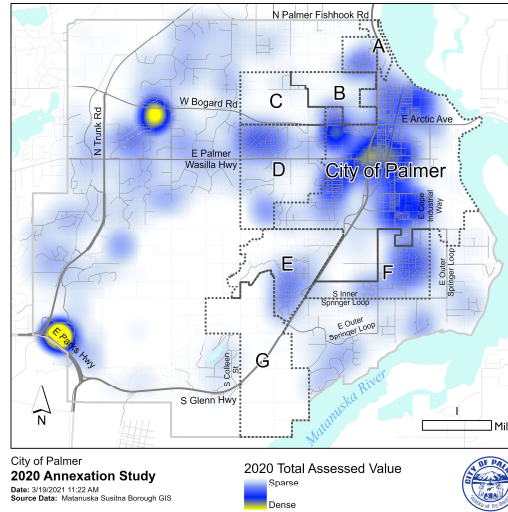 N Palmer Fishhook Rd
A
B
C
W Bogard Rd
N Trunk Rd
E Arctic Ave
E Palmer
Wasilla Hwy
D
City of Palmer
E Cope
Industrial
Way
E
F
E Outer
Springer Loop
S Inner
Springer Loop
E Outer
Springer Loop
E Parks Hwy
G
S Colleen
St
S Glenn Hwy
Matanuska River
N
Mil
City of Palmer
2020 Annexation Study
Date: 3/19/2021 11:22 AM
Source Data: Matanuska Susitna Borough GIS
2020 Total Assessed Value
Sparse
Dense